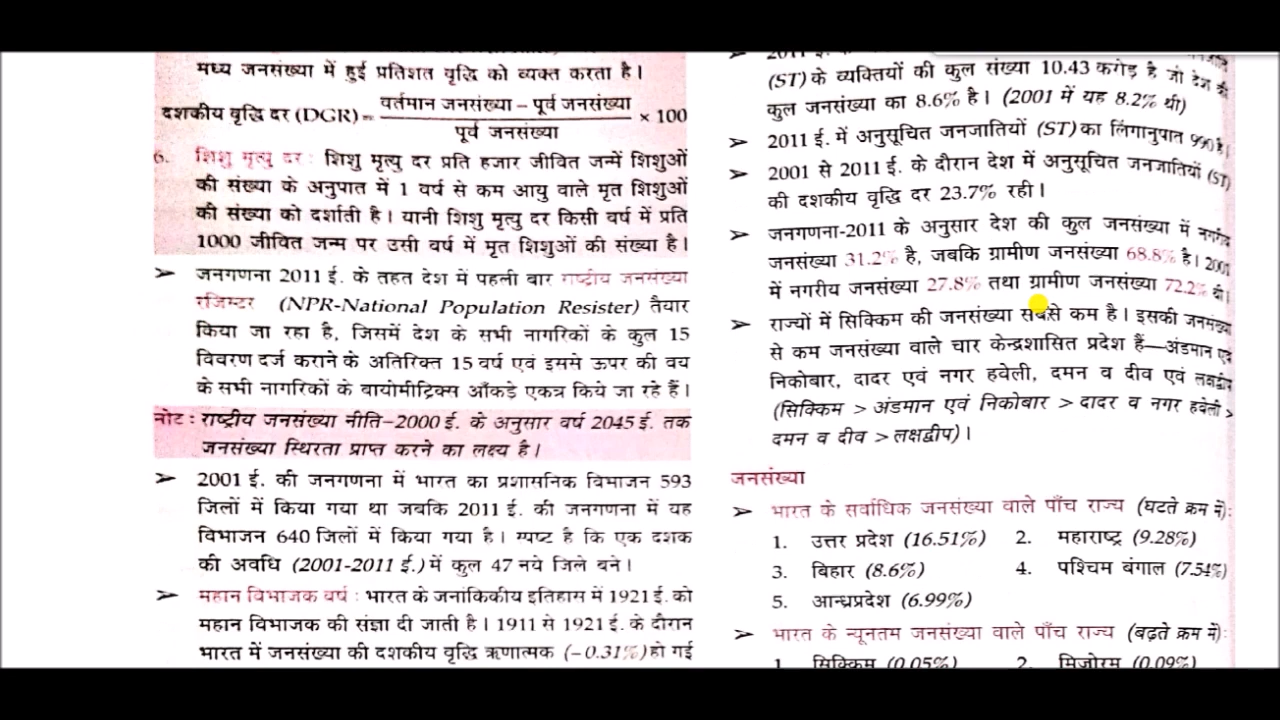 मध्य जनसंख्या में हुई प्रतिशत वृद्धि को व्यक्त करता है।
दशकीय वृद्धि दर (DGR) = वर्तमान जनसंख्या – पूर्व जनसंख्या × 100
पूर्व जनसंख्या
6. शिशु मृत्यु दर : शिशु मृत्यु दर प्रति हजार जीवित जन्में शिशुओं
की संख्या के अनुपात में 1 वर्ष से कम आयु वाले मृत शिशुओं
की संख्या को दर्शाती है। यानी शिशु मृत्यु दर किसी वर्ष में प्रति
1000 जीवित जन्म पर उसी वर्ष में मृत शिशुओं की संख्या है।
➢ जनगणना 2011 ई. के तहत देश में पहली बार राष्ट्रीय जनसंख्या
रजिस्टर (NPR-National Population Resister) तैयार
किया जा रहा है, जिसमें देश के सभी नागरिकों के कुल 15
विवरण दर्ज कराने के अतिरिक्त 15 वर्ष एवं इससे ऊपर की वय
के सभी नागरिकों के बायोमीट्रिक्स आँकड़े एकत्र किये जा रहे हैं।
नोट : राष्ट्रीय जनसंख्या नीति–2000 ई. के अनुसार वर्ष 2045 ई. तक
जनसंख्या स्थिरता प्राप्त करने का लक्ष्य है।
➢ 2001 ई. की जनगणना में भारत का प्रशासनिक विभाजन 593
जिलों में किया गया था जबकि 2011 ई. की जनगणना में यह
विभाजन 640 जिलों में किया गया है। स्पष्ट है कि एक दशक
की अवधि (2001-2011 ई.) में कुल 47 नये जिले बने।
➢ महान विभाजक वर्ष : भारत के जनांकिकीय इतिहास में 1921 ई. को
महान विभाजक की संज्ञा दी जाती है। 1911 से 1921 ई. के दौरान
भारत में जनसंख्या की दशकीय वृद्धि ऋणात्मक (–0.31%) हो गई
➢ 2011 ई. के
(ST) के व्यक्तियों की कुल संख्या 10.43 करोड़ है जो देश की
कुल जनसंख्या का 8.6% है। (2001 में यह 8.2% थी)
➢ 2011 ई. में अनुसूचित जनजातियों (ST) का लिंगानुपात 990 है।
➢ 2001 से 2011 ई. के दौरान देश में अनुसूचित जनजातियों (ST)
की दशकीय वृद्धि दर 23.7% रही।
➢ जनगणना-2011 के अनुसार देश की कुल जनसंख्या में नगरीय
जनसंख्या 31.2% है, जबकि ग्रामीण जनसंख्या 68.8% है। 2001
में नगरीय जनसंख्या 27.8% तथा ग्रामीण जनसंख्या 72.2% थी।
➢ राज्यों में सिक्किम की जनसंख्या सबसे कम है। इसकी जनसंख्या
से कम जनसंख्या वाले चार केन्द्रशासित प्रदेश हैं—अंडमान एवं
निकोबार, दादर एवं नगर हवेली, दमन व दीव एवं लक्षद्वीप
(सिक्किम > अंडमान एवं निकोबार > दादर व नगर हवेली >
दमन व दीव > लक्षद्वीप)।
जनसंख्या
➢ भारत के सर्वाधिक जनसंख्या वाले पाँच राज्य (घटते क्रम में):
1. उत्तर प्रदेश (16.51%) 2. महाराष्ट्र (9.28%)
3. बिहार (8.6%) 4. पश्चिम बंगाल (7.54%)
5. आन्ध्रप्रदेश (6.99%)
➢ भारत के न्यूनतम जनसंख्या वाले पाँच राज्य (बढ़ते क्रम में):
1. सिक्किम (0.05%) 2. मिजोरम (0.09%)